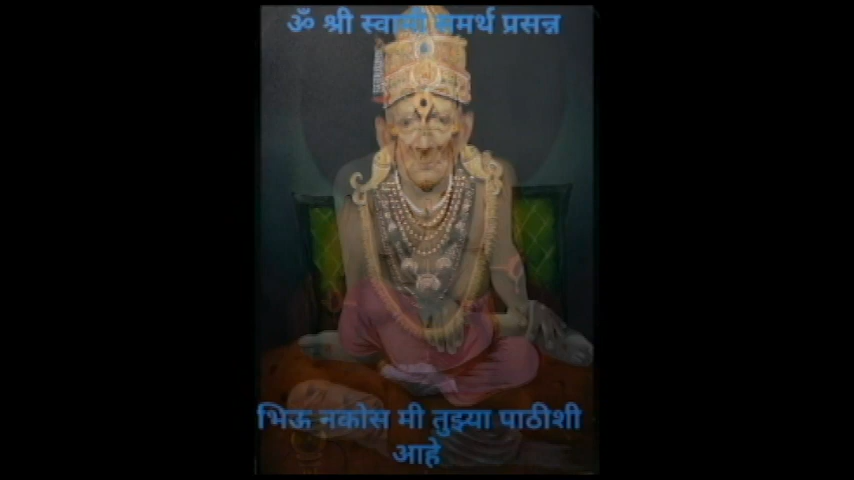 ॐ श्री स्वामी समर्थ प्रसन्न
भिऊ नकोस मी तुझ्या पाठीशी
आहे